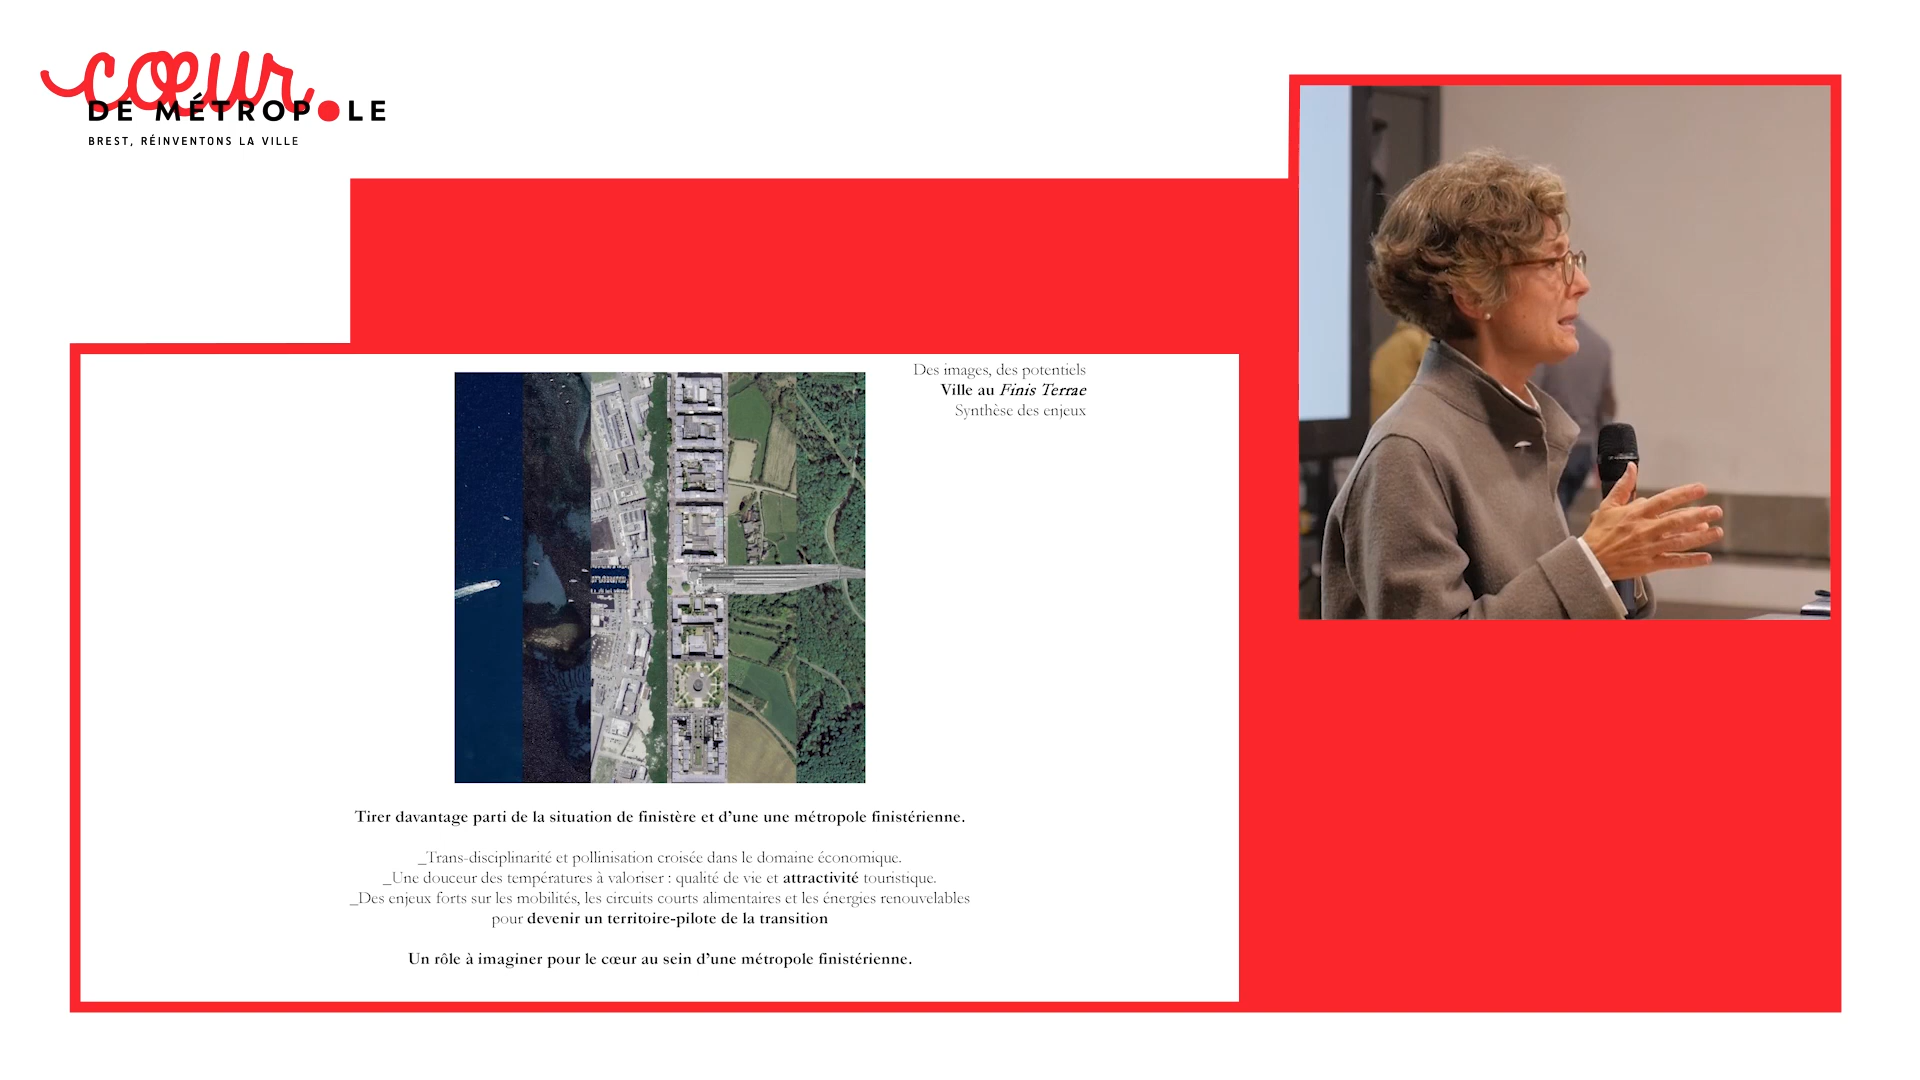 cœur
DE MÉTROPOLE
BREST, RÉINVENTONS LA VILLE
Des images, des potentiels
Ville au Finis Terrae
Synthèse des enjeux
Tirer davantage parti de la situation de finistère et d’une une métropole finistérienne.
_Trans-disciplinarité et pollinisation croisée dans le domaine économique.
_Une douceur des températures à valoriser : qualité de vie et attractivité touristique.
_Des enjeux forts sur les mobilités, les circuits courts alimentaires et les énergies renouvelables
pour devenir un territoire-pilote de la transition
Un rôle à imaginer pour le cœur au sein d’une métropole finistérienne.